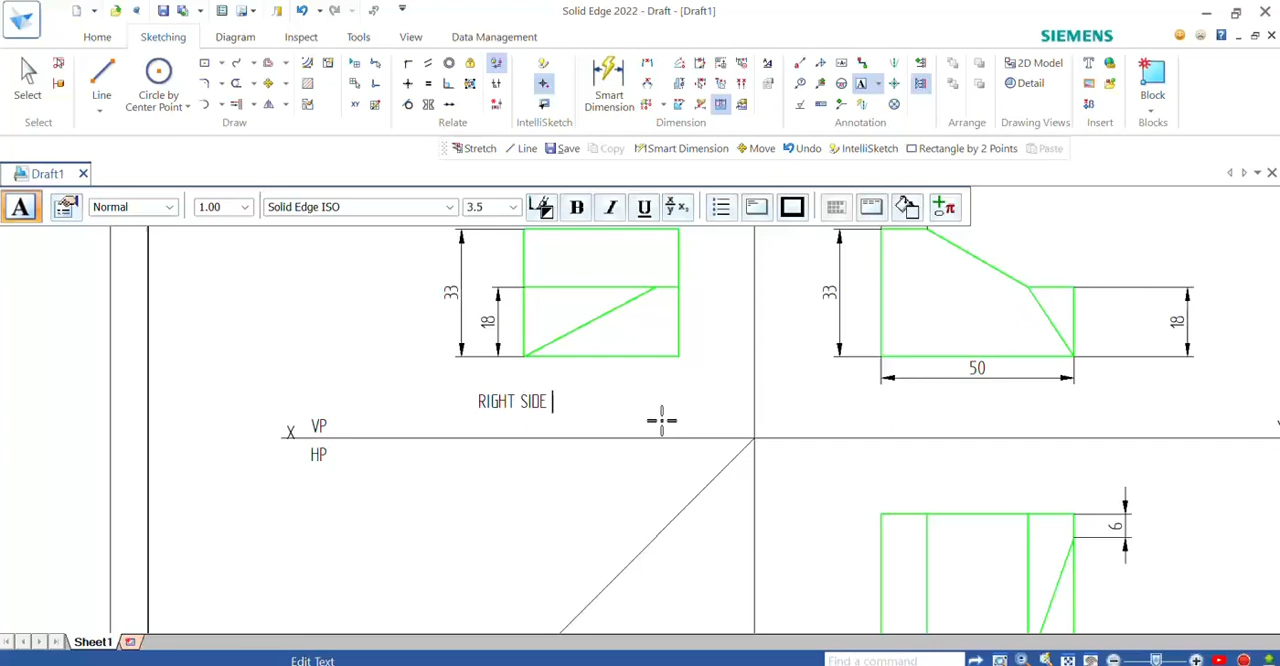 Solid Edge 2022 - Draft - [Draft1]
Home Sketching Diagram Inspect Tools View Data Management
SIEMENS
Select
Line
Circle by
Center Point
Smart
Dimension
A
T
2D Model
Detail
Block
Select Draw Relate IntelliSketch Dimension Annotation Arrange Drawing Views Insert Blocks
Stretch Line Save Copy Smart Dimension Move Undo IntelliSketch Rectangle by 2 Points Paste
Draft1
A Normal 1.00 Solid Edge ISO 3.5 B I U
33
18
33
18
50
RIGHT SIDE
X VP
HP
6
Sheet1
Edit Text Find a command